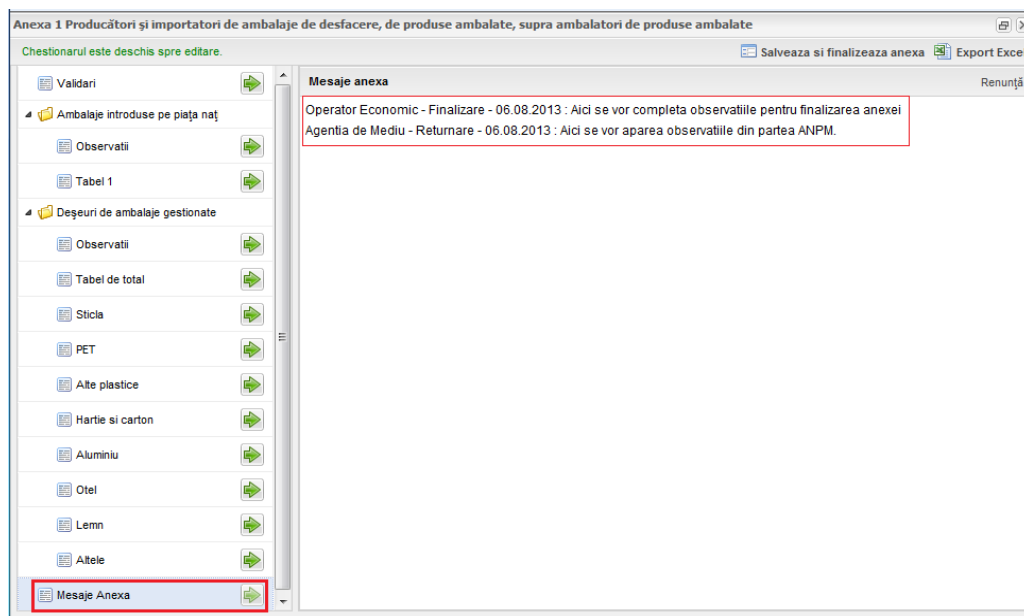 Anexa 1 Producători şi importatori de ambalaje de desfacere, de produse ambalate, supra ambalatori de produse ambalate
Chestionarul este deschis spre editare.
Salveaza si finalizeaza anexa
Export Exce
Validari
Ambalaje introduse pe piaţa naţ
Observatii
Tabel 1
Deşeuri de ambalaje gestionate
Observatii
Tabel de total
Sticla
PET
Alte plastice
Hartie si carton
Aluminiu
Otel
Lemn
Altele
Mesaje Anexa
Mesaje anexa
Renunţă
Operator Economic - Finalizare - 06.08.2013 : Aici se vor completa observatiile pentru finalizarea anexei
Agentia de Mediu - Returnare - 06.08.2013 : Aici se vor aparea observatiile din partea ANPM.